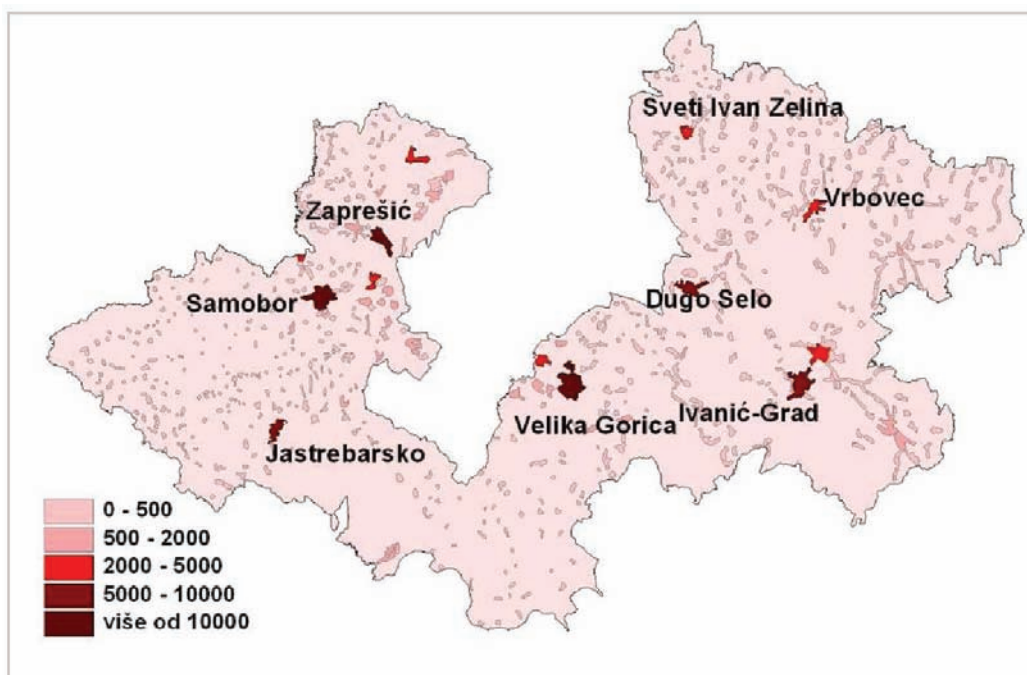 Sveti Ivan Zelina
Vrbovec
Zaprešić
Samobor
Dugo Selo
Velika Gorica
Ivanić-Grad
Jastrebarsko
0 - 500
500 - 2000
2000 - 5000
5000 - 10000
više od 10000